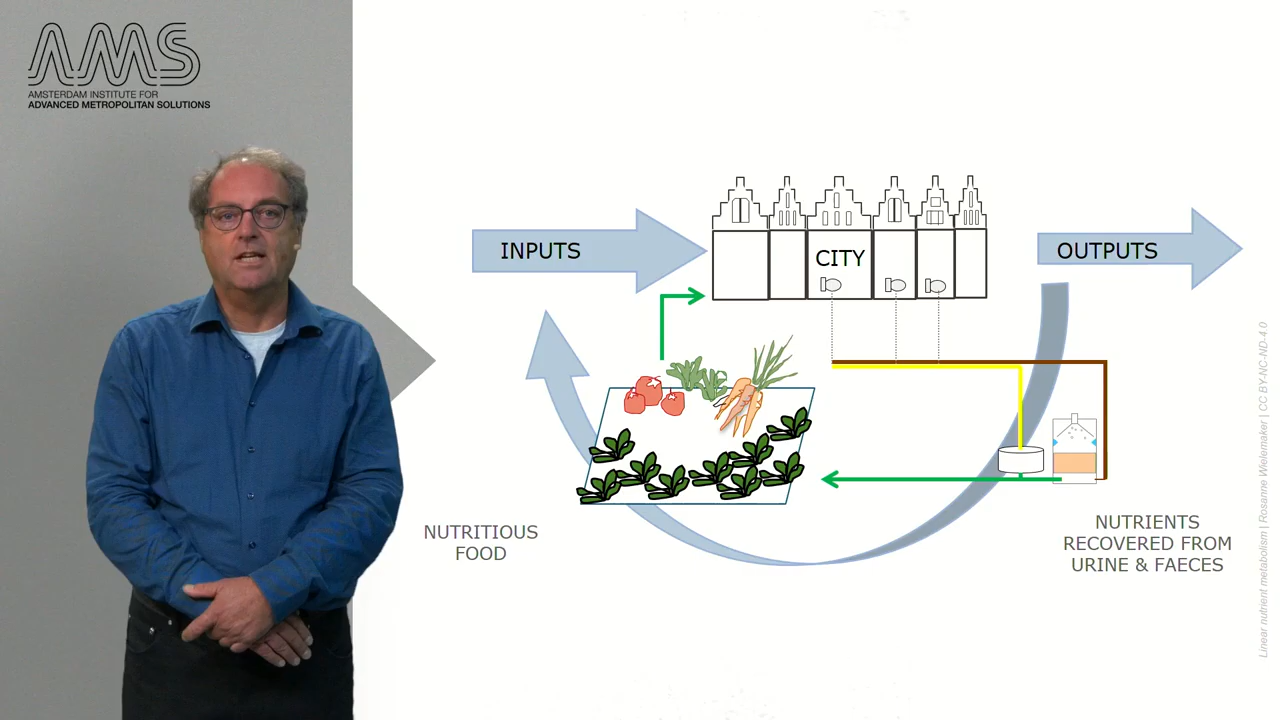 AMS
AMSTERDAM INSTITUTE FOR
ADVANCED METROPOLITAN SOLUTIONS
INPUTS
CITY
OUTPUTS
NUTRITIOUS
FOOD
NUTRIENTS
RECOVERED FROM
URINE & FAECES
Linear nutrient metabolism | Rosanne Wielemaker | CC BY-NC-ND-4.0